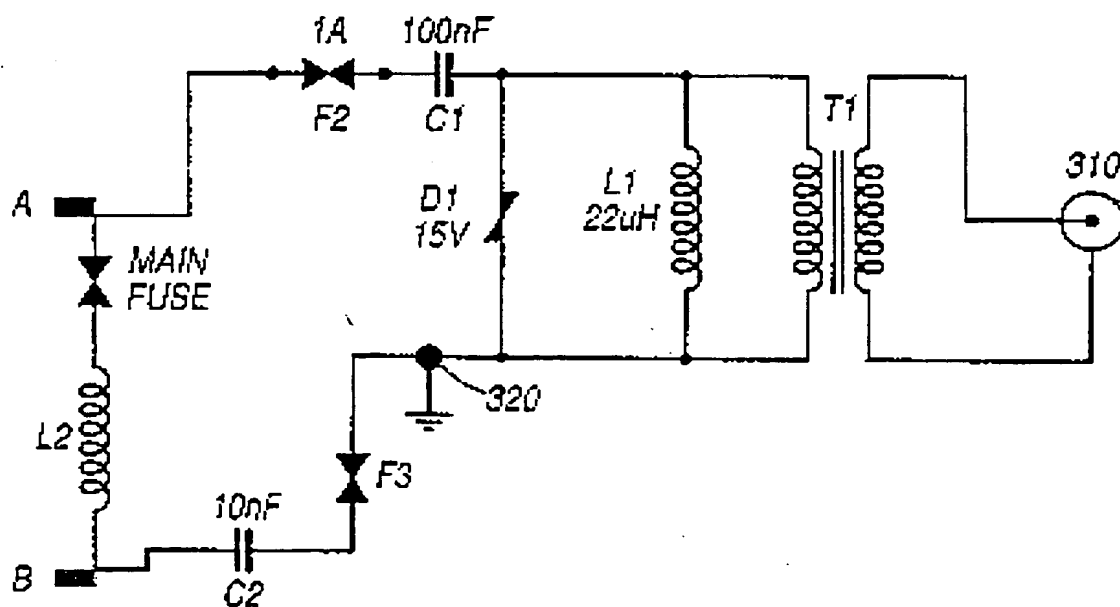 1A
100nF
F2
C1
T1
310
A
D1
15V
L1
22uH
MAIN
FUSE
320
L2
F3
10nF
B
C2